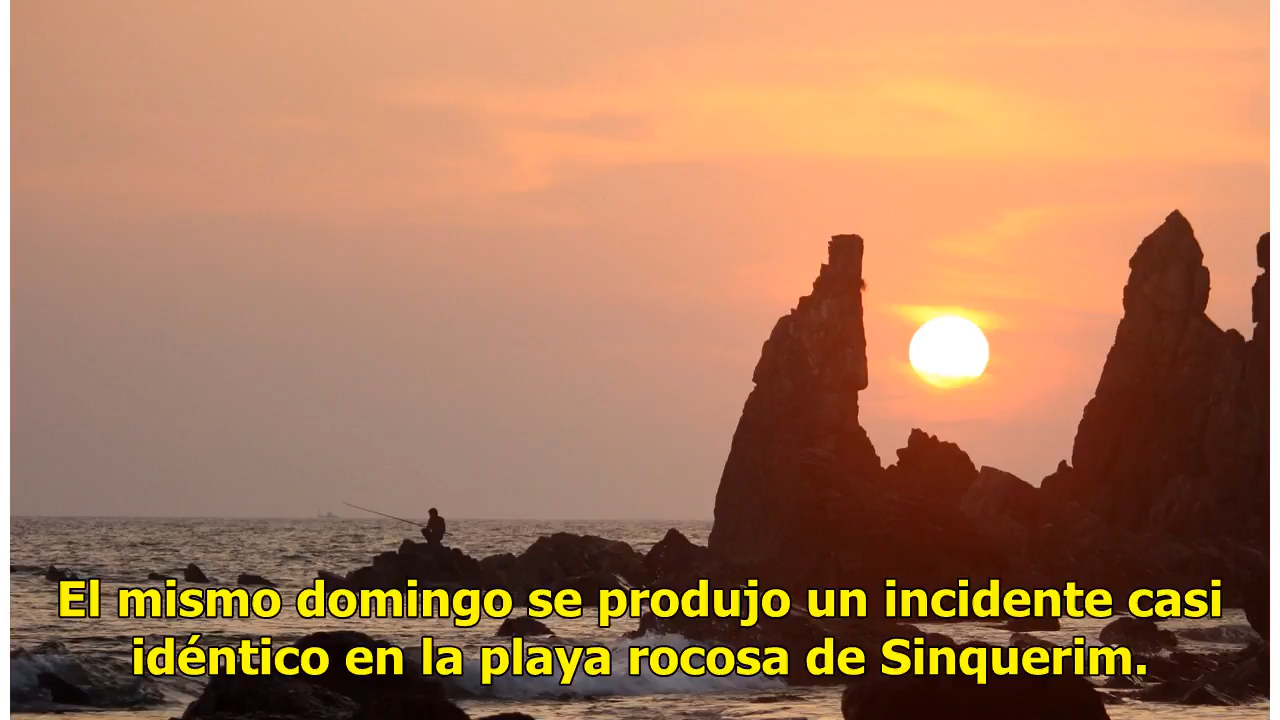 El mismo domingo se produjo un incidente casi
idéntico en la playa rocosa de Sinquerim.